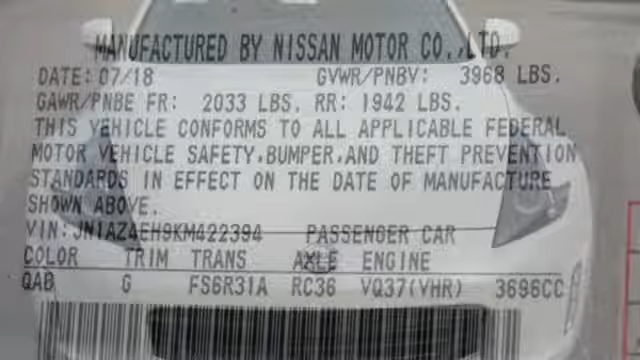 MANUFACTURED BY NISSAN MOTOR CO.,LTD.
DATE: 07/18 GVWR/PNBV: 3968 LBS.
GAWR/PNBE FR: 2033 LBS. RR: 1942 LBS.
THIS VEHICLE CONFORMS TO ALL APPLICABLE FEDERAL
MOTOR VEHICLE SAFETY,BUMPER,AND THEFT PREVENTION
STANDARDS IN EFFECT ON THE DATE OF MANUFACTURE
SHOWN ABOVE.
VIN:JN1AZ4EH9KM422394 PASSENGER CAR
COLOR TRIM TRANS AXLE ENGINE
QAB G FS6R31A RC36 VQ37(VHR) 3696CC